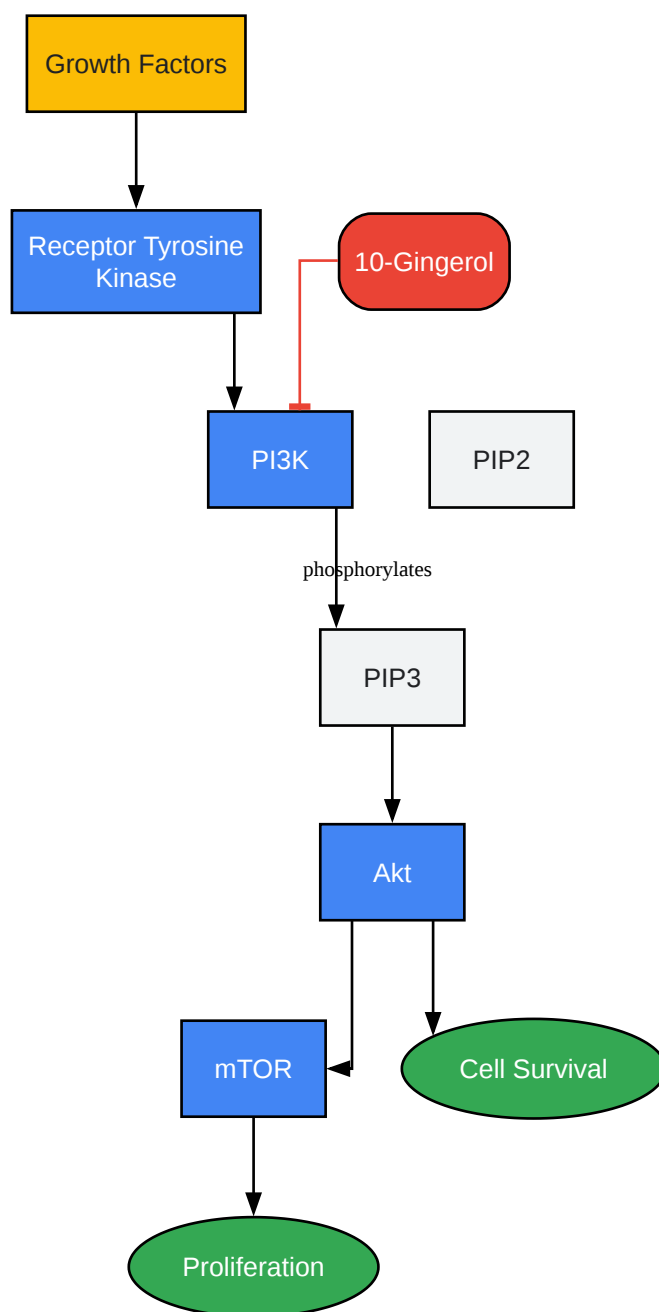 Growth Factors
Receptor Tyrosine
Kinase
10-Gingerol
PI3K
PIP2
phosphorylates
PIP3
Akt
mTOR
Cell Survival
Proliferation